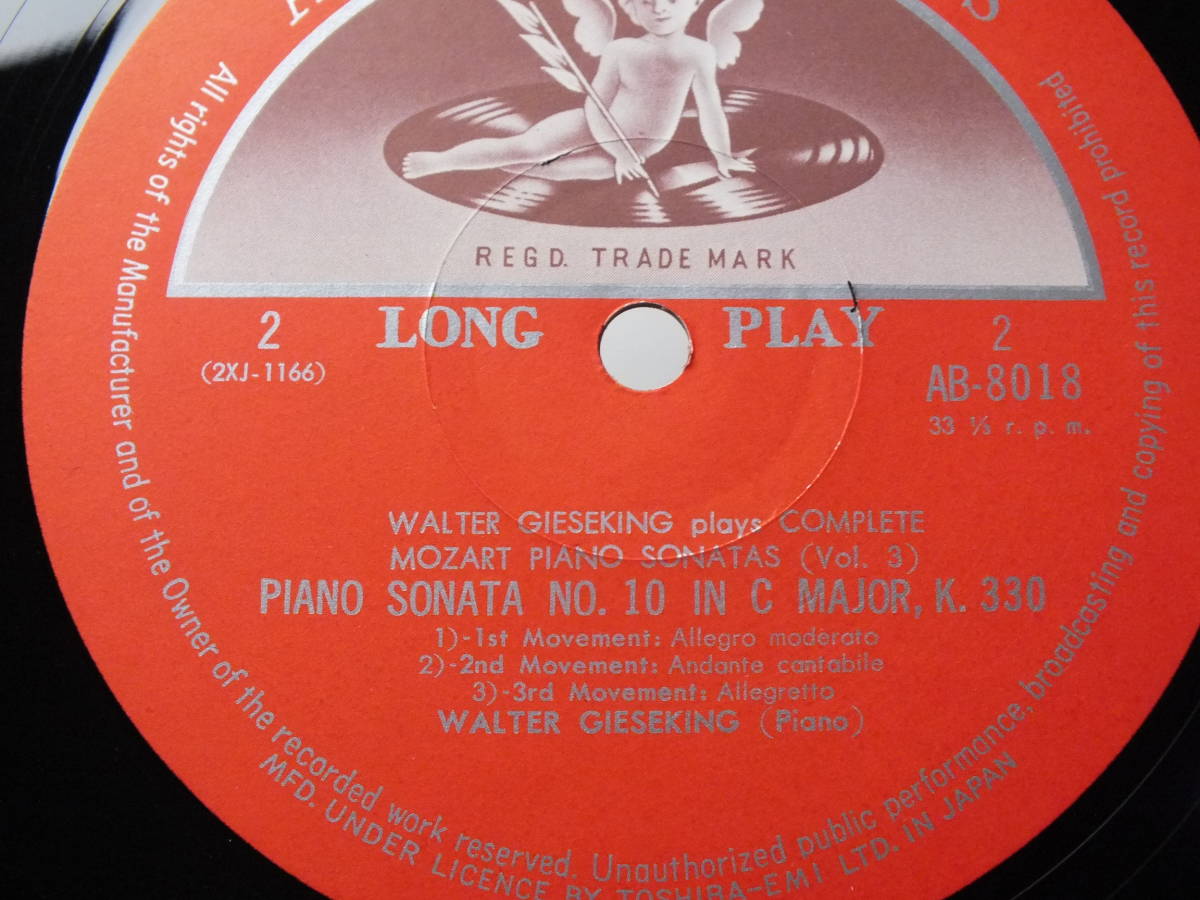 REGD. TRADE MARK
2 LONG PLAY 2
(2XJ-1166) AB-8018
33 ⅓ r. p. m.
WALTER GIESEKING plays COMPLETE
MOZART PIANO SONATAS (Vol. 3)
PIANO SONATA NO. 10 IN C MAJOR, K. 330
1)-1st Movement: Allegro moderato
2)-2nd Movement: Andante cantabile
3)-3rd Movement: Allegretto
WALTER GIESEKING (Piano)
All rights of the Manufacturer and of the Owner of the recorded work reserved. Unauthorized public performance, broadcasting and copying of this record prohibited
MFD. UNDER LICENCE BY TOSHIBA-EMI LTD. IN JAPAN